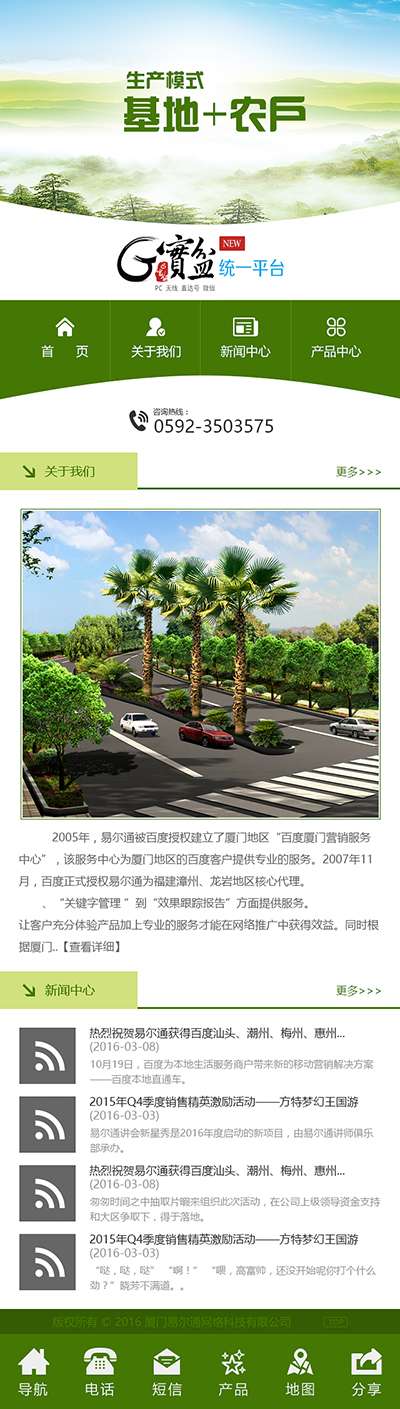 生产模式
基地+农户
G寶盆
NEW
统一平台
PC 无线 直达号 微信
首 页
关于我们
新闻中心
产品中心
咨询热线：
0592-3503575
关于我们
更多>>>
2005年，易尔通被百度授权建立了厦门地区“百度厦门营销服务
中心”，该服务中心为厦门地区的百度客户提供专业的服务。2007年11
月，百度正式授权易尔通为福建漳州、龙岩地区核心代理。
、“关键字管理 ”到“效果跟踪报告”方面提供服务。
让客户充分体验产品加上专业的服务才能在网络推广中获得效益。同时根
据厦门..【查看详细】
新闻中心
更多>>>
热烈祝贺易尔通获得百度汕头、潮州、梅州、惠州...
(2016-03-08)
10月19日，百度为本地生活服务商户带来新的移动营销解决方案
——百度本地直通车。
2015年Q4季度销售精英激励活动——方特梦幻王国游
(2016-03-03)
易尔通讲会新星秀是2016年度启动的新项目，由易尔通讲师俱乐
部承办。
热烈祝贺易尔通获得百度汕头、潮州、梅州、惠州...
(2016-03-08)
匆匆时间之中抽取片暇来组织此次活动，在公司上级领导资金支持
和大区争取下，得于落地。
2015年Q4季度销售精英激励活动——方特梦幻王国游
(2016-03-03)
“哒，哒，哒” “啊！” “喂，高富帅，还没开始呢你打个什么
劲？”晓芳不满道。。
版权所有 © 2016 厦门易尔通网络科技有限公司
TOP
导航
电话
短信
产品
地图
分享